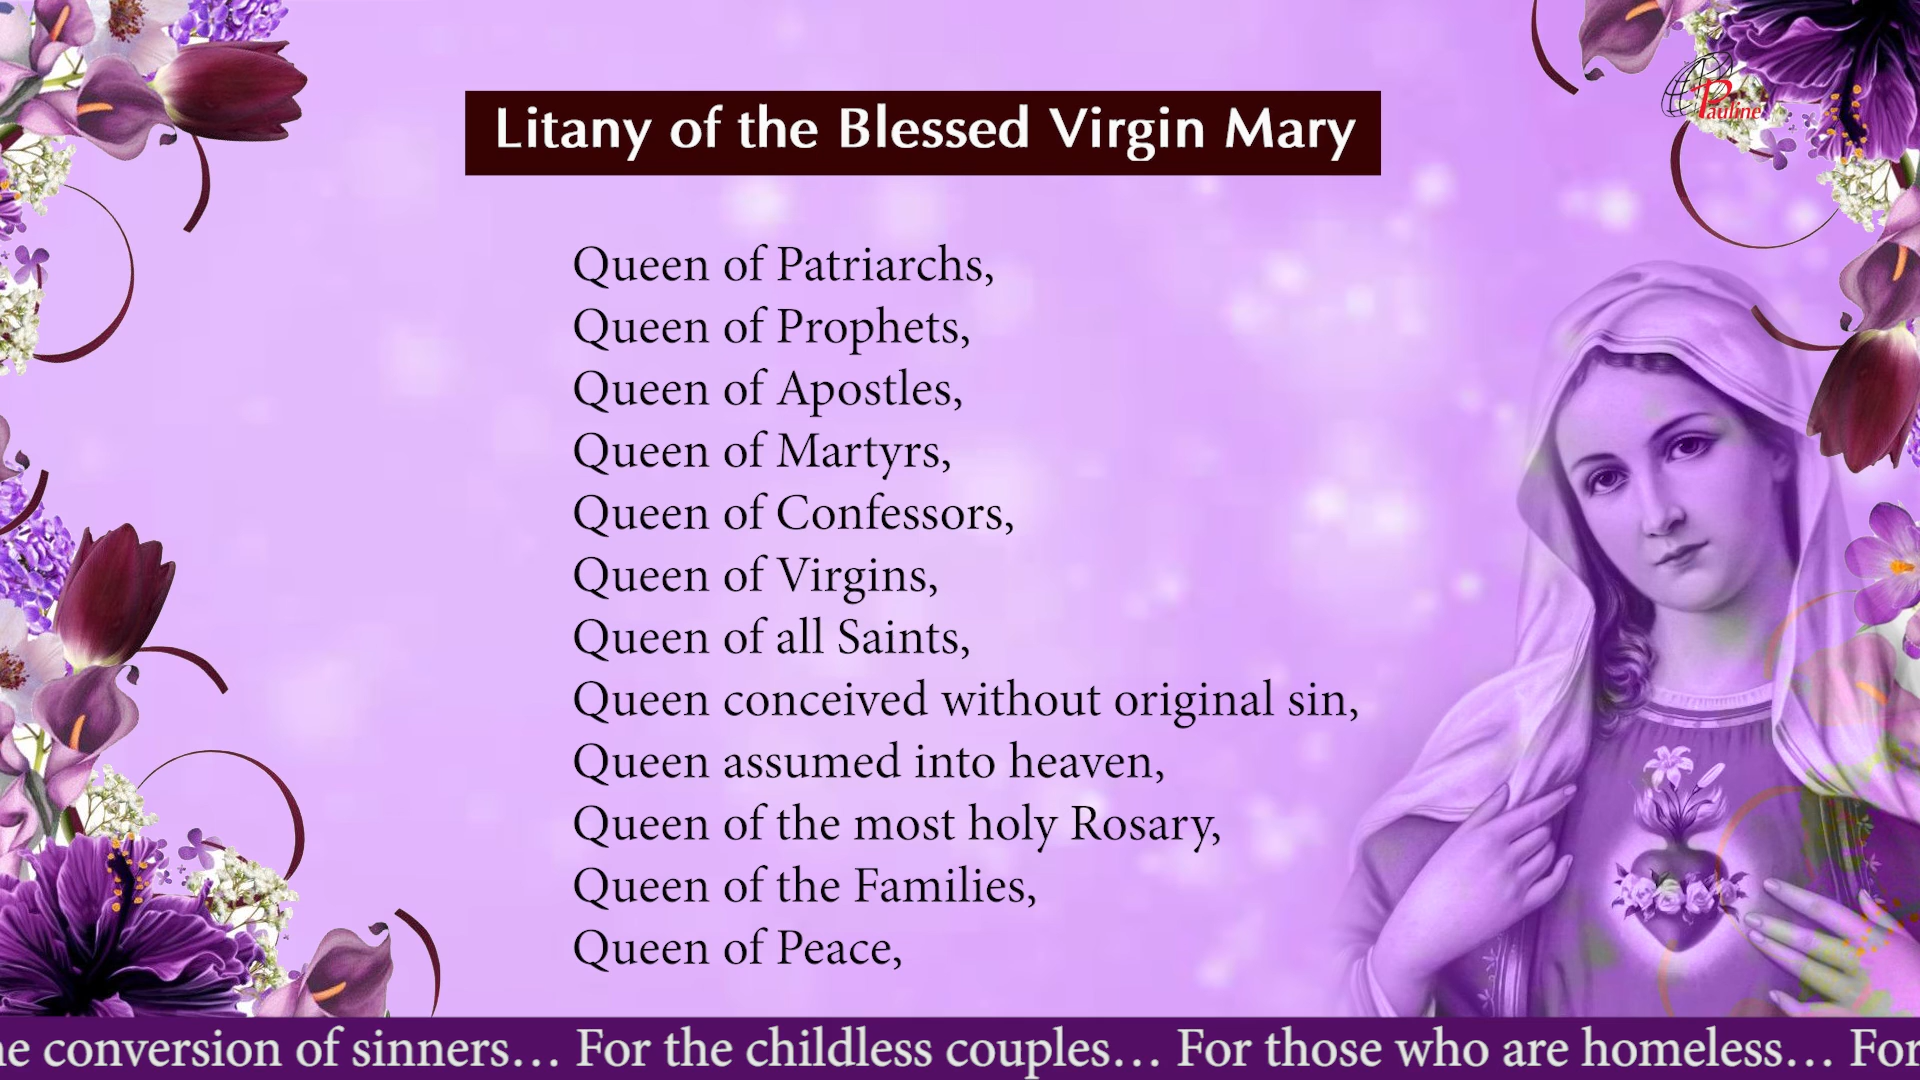 Pauline
Litany of the Blessed Virgin Mary
Queen of Patriarchs,
Queen of Prophets,
Queen of Apostles,
Queen of Martyrs,
Queen of Confessors,
Queen of Virgins,
Queen of all Saints,
Queen conceived without original sin,
Queen assumed into heaven,
Queen of the most holy Rosary,
Queen of the Families,
Queen of Peace,
conversion of sinners… For the childless couples… For those who are homeless… For